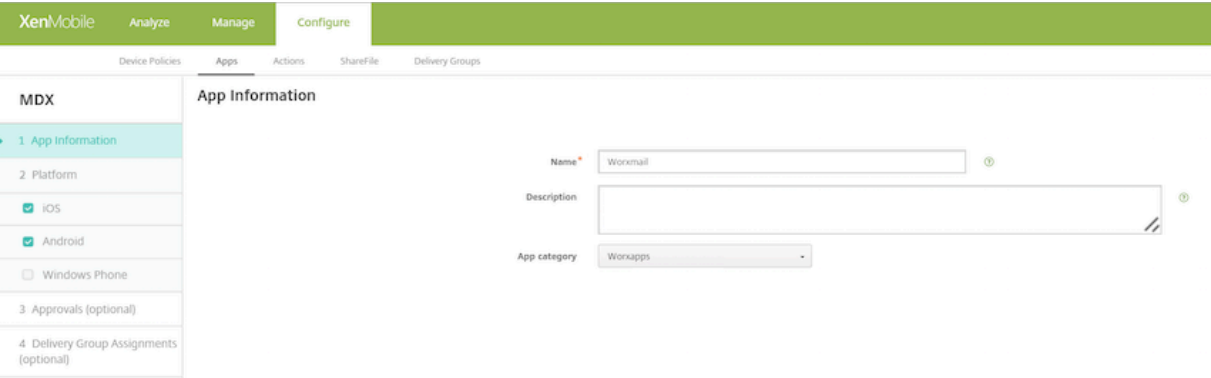 XenMobile Analyze Manage Configure
Device Policies Apps Actions ShareFile Delivery Groups
MDX
1 App Information
2 Platform
iOS
Android
Windows Phone
3 Approvals (optional)
4 Delivery Group Assignments
(optional)
App Information
Name* Worxmail
Description
App category Worxapps